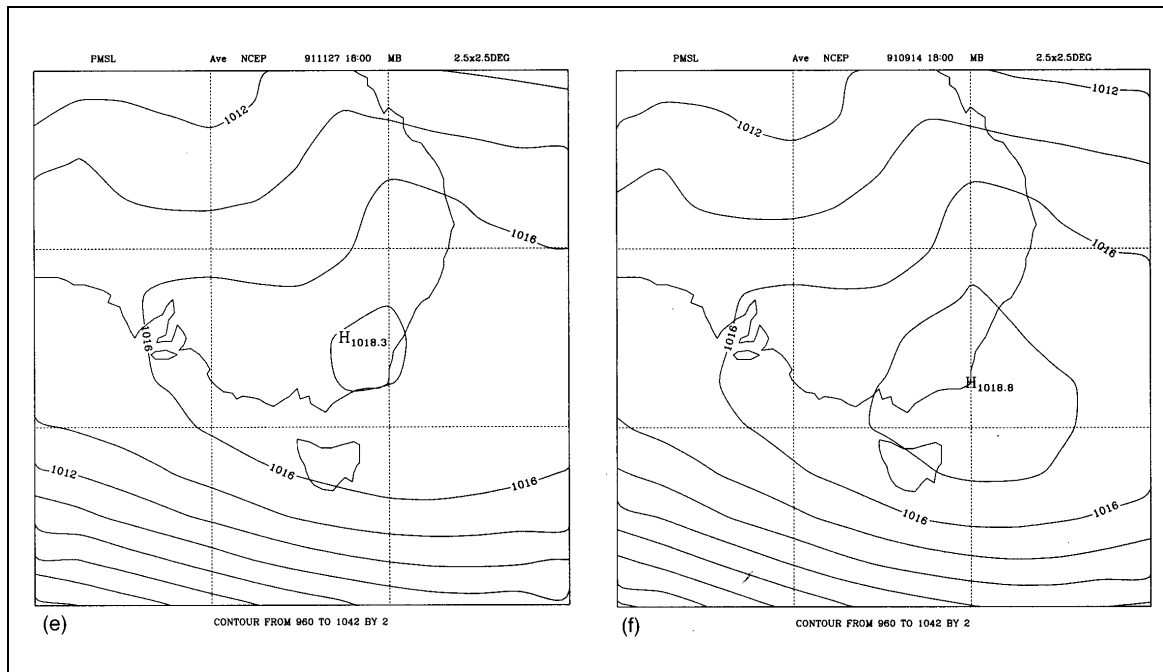 PMSL Ave NCEP 911127 18:00 MB 2.5x2.5DEG
1012
1016
H1018.3
1016
1016
1012
1016
(e) CONTOUR FROM 960 TO 1042 BY 2
PMSL Ave NCEP 910914 18:00 MB 2.5x2.5DEG
1012
1012
1016
1016
H1018.8
1016
1016
(f) CONTOUR FROM 960 TO 1042 BY 2